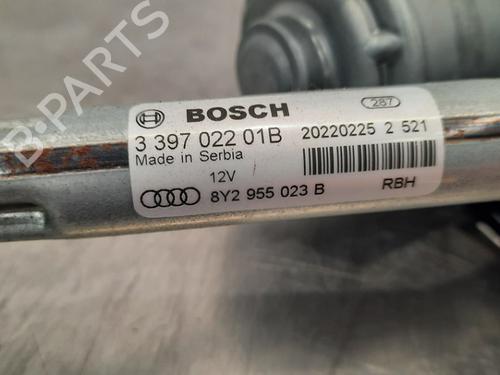 B-PARTS
BOSCH
287
3 397 022 01B
20220225 2 521
Made in Serbia
12V
8Y2 955 023 B
RBH